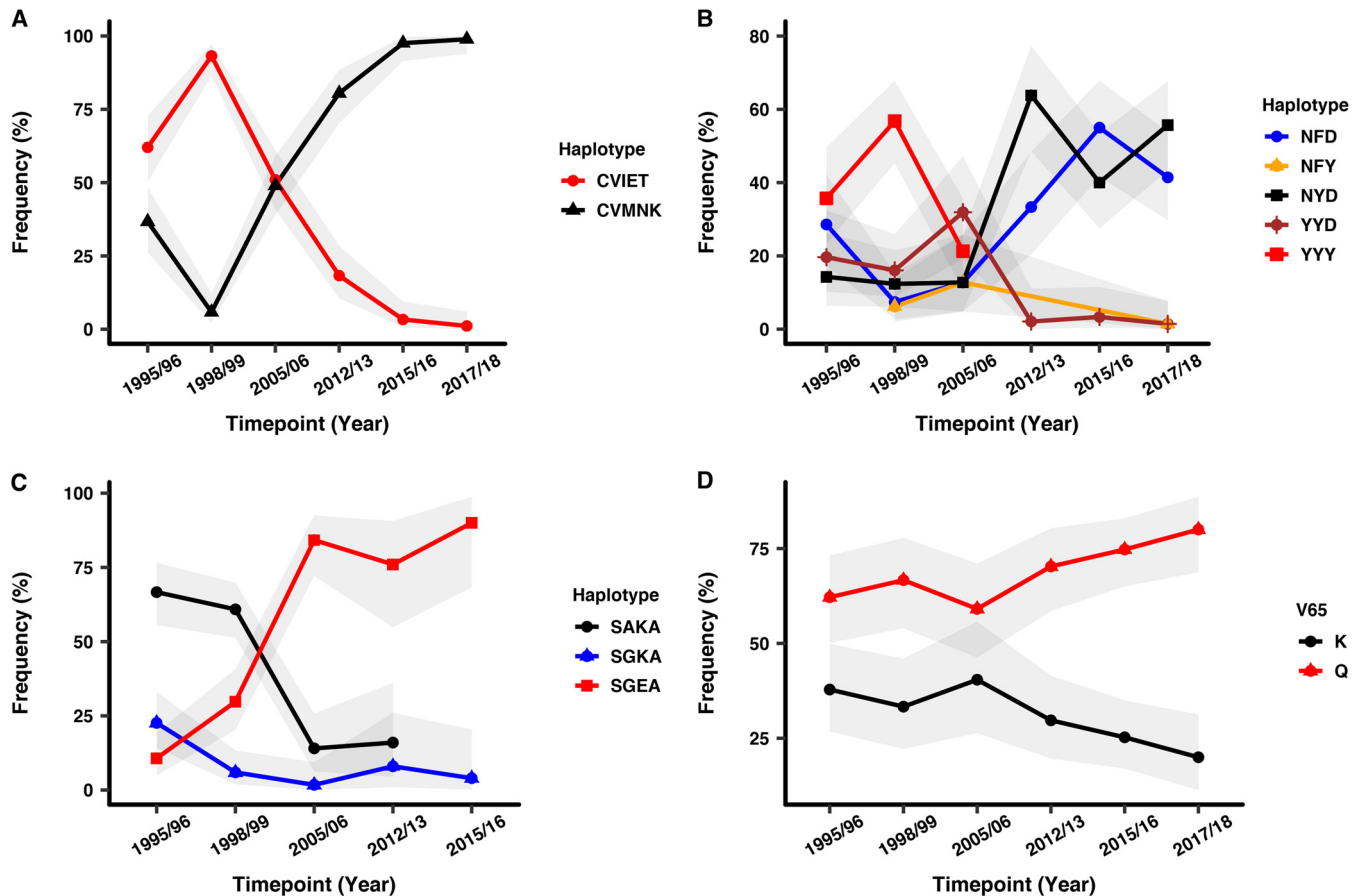 A
Frequency (%)
100
75
50
25
0
1995/96 1998/99 2005/06 2012/13 2015/16 2017/18
Timepoint (Year)
Haplotype
CVIET
CVMNK
B
Frequency (%)
80
60
40
20
0
1995/96 1998/99 2005/06 2012/13 2015/16 2017/18
Timepoint (Year)
Haplotype
NFD
NFY
NYD
YYD
YYY
C
Frequency (%)
100
75
50
25
0
1995/96 1998/99 2005/06 2012/13 2015/16
Timepoint (Year)
Haplotype
SAKA
SGKA
SGEA
D
Frequency (%)
75
50
25
1995/96 1998/99 2005/06 2012/13 2015/16 2017/18
Timepoint (Year)
V65
K
Q